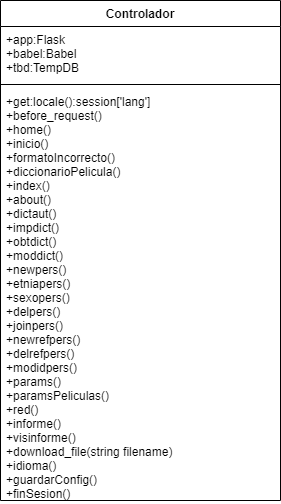 Controlador
+app:Flask
+babel:Babel
+tbd:TempDB
+get:locale():session['lang']
+before_request()
+home()
+inicio()
+formatoIncorrecto()
+diccionarioPelicula()
+index()
+about()
+dictaut()
+impdict()
+obtdict()
+moddict()
+newpers()
+etniapers()
+sexopers()
+delpers()
+joinpers()
+newrefpers()
+delrefpers()
+modidpers()
+params()
+paramsPeliculas()
+red()
+informe()
+visinforme()
+download_file(string filename)
+idioma()
+guardarConfig()
+finSesion()